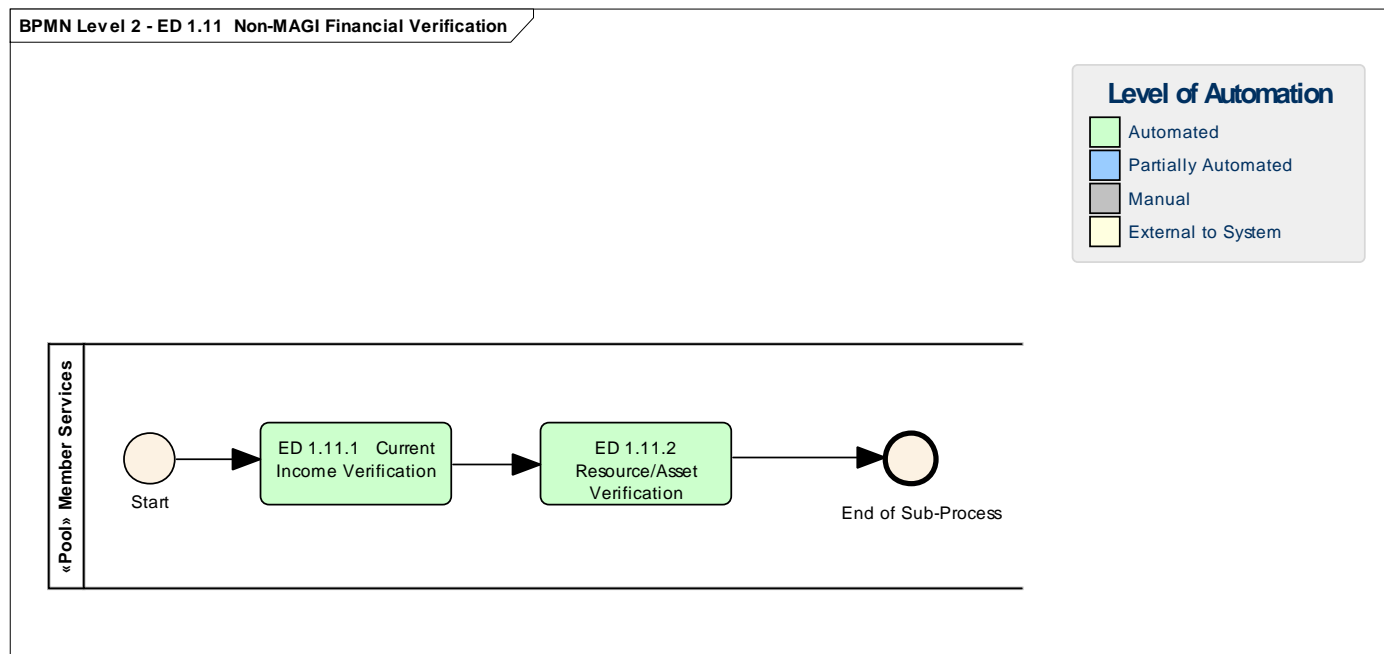 BPMN Level 2 - ED 1.11 Non-MAGI Financial Verification
Level of Automation
Automated
Partially Automated
Manual
External to System
«Pool» Member Services
Start
ED 1.11.1 Current
Income Verification
ED 1.11.2
Resource/Asset
Verification
End of Sub-Process